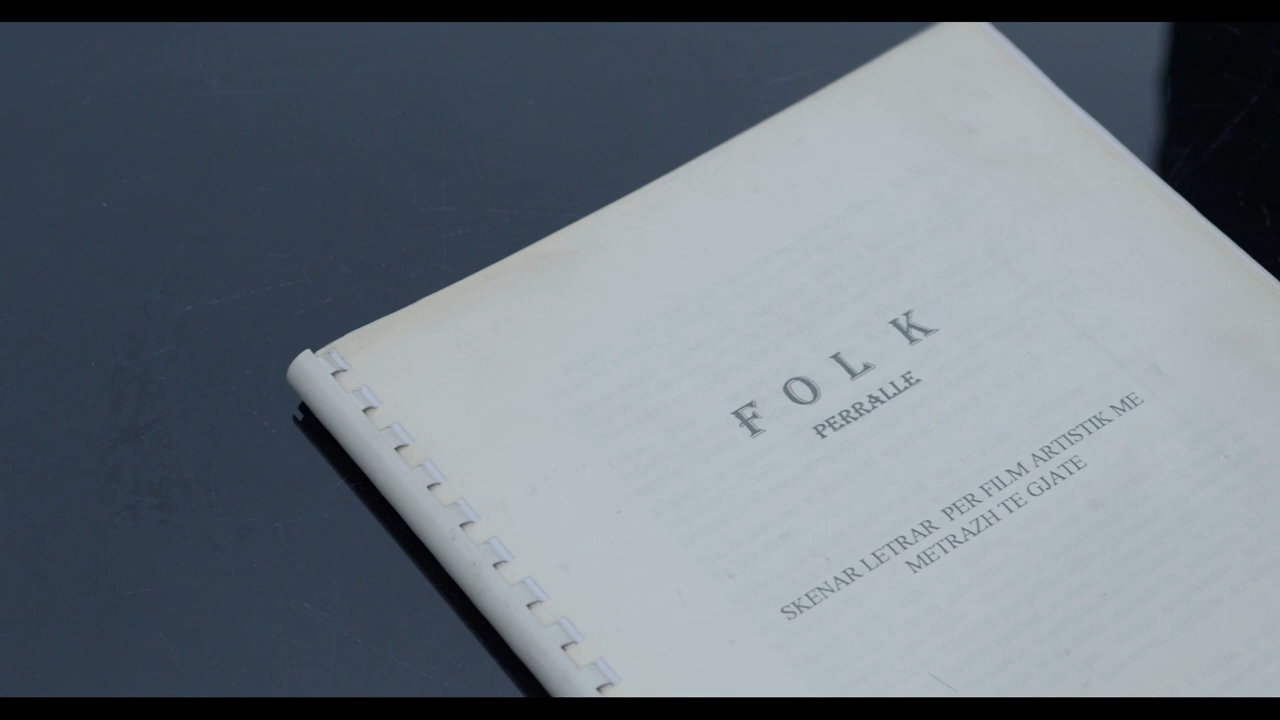 F O L K
PERRALLE
SKENAR LETRAR PER FILM ARTISTIK ME
METRAZH TE GJATE